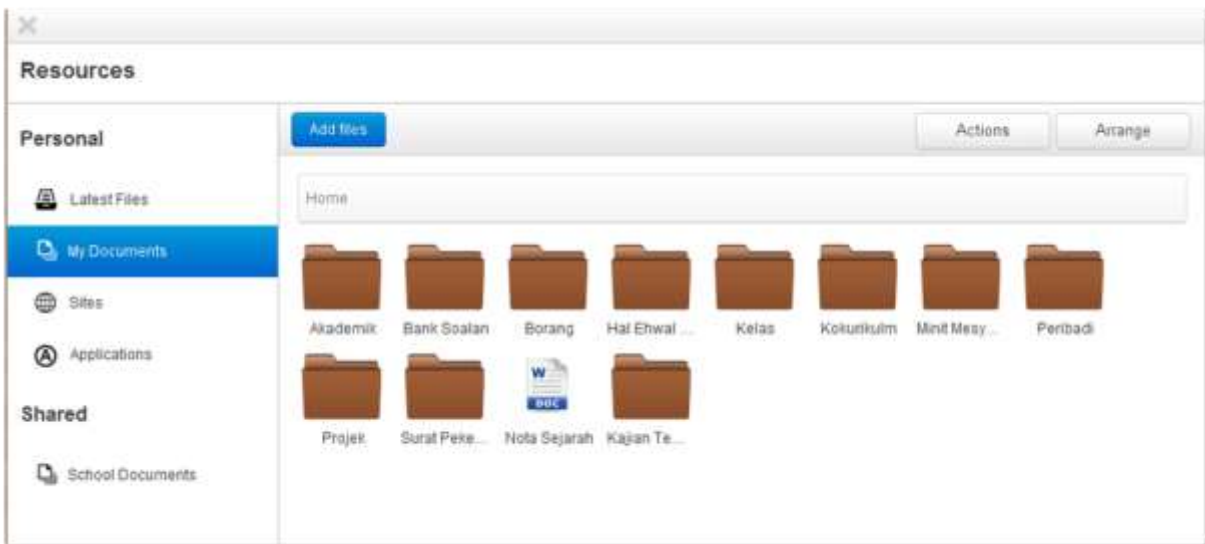 Resources
Personal
Latest Files
My Documents
Sites
Applications
Shared
School Documents
Add files
Actions Arrange
Home
Akademik Bank Soalan Borang Hal Ehwal ... Kelas Kokurikulm Minit Mesy... Peribadi
Projek Surat Peke... Nota Sejarah Kajian Te...
W
DOC